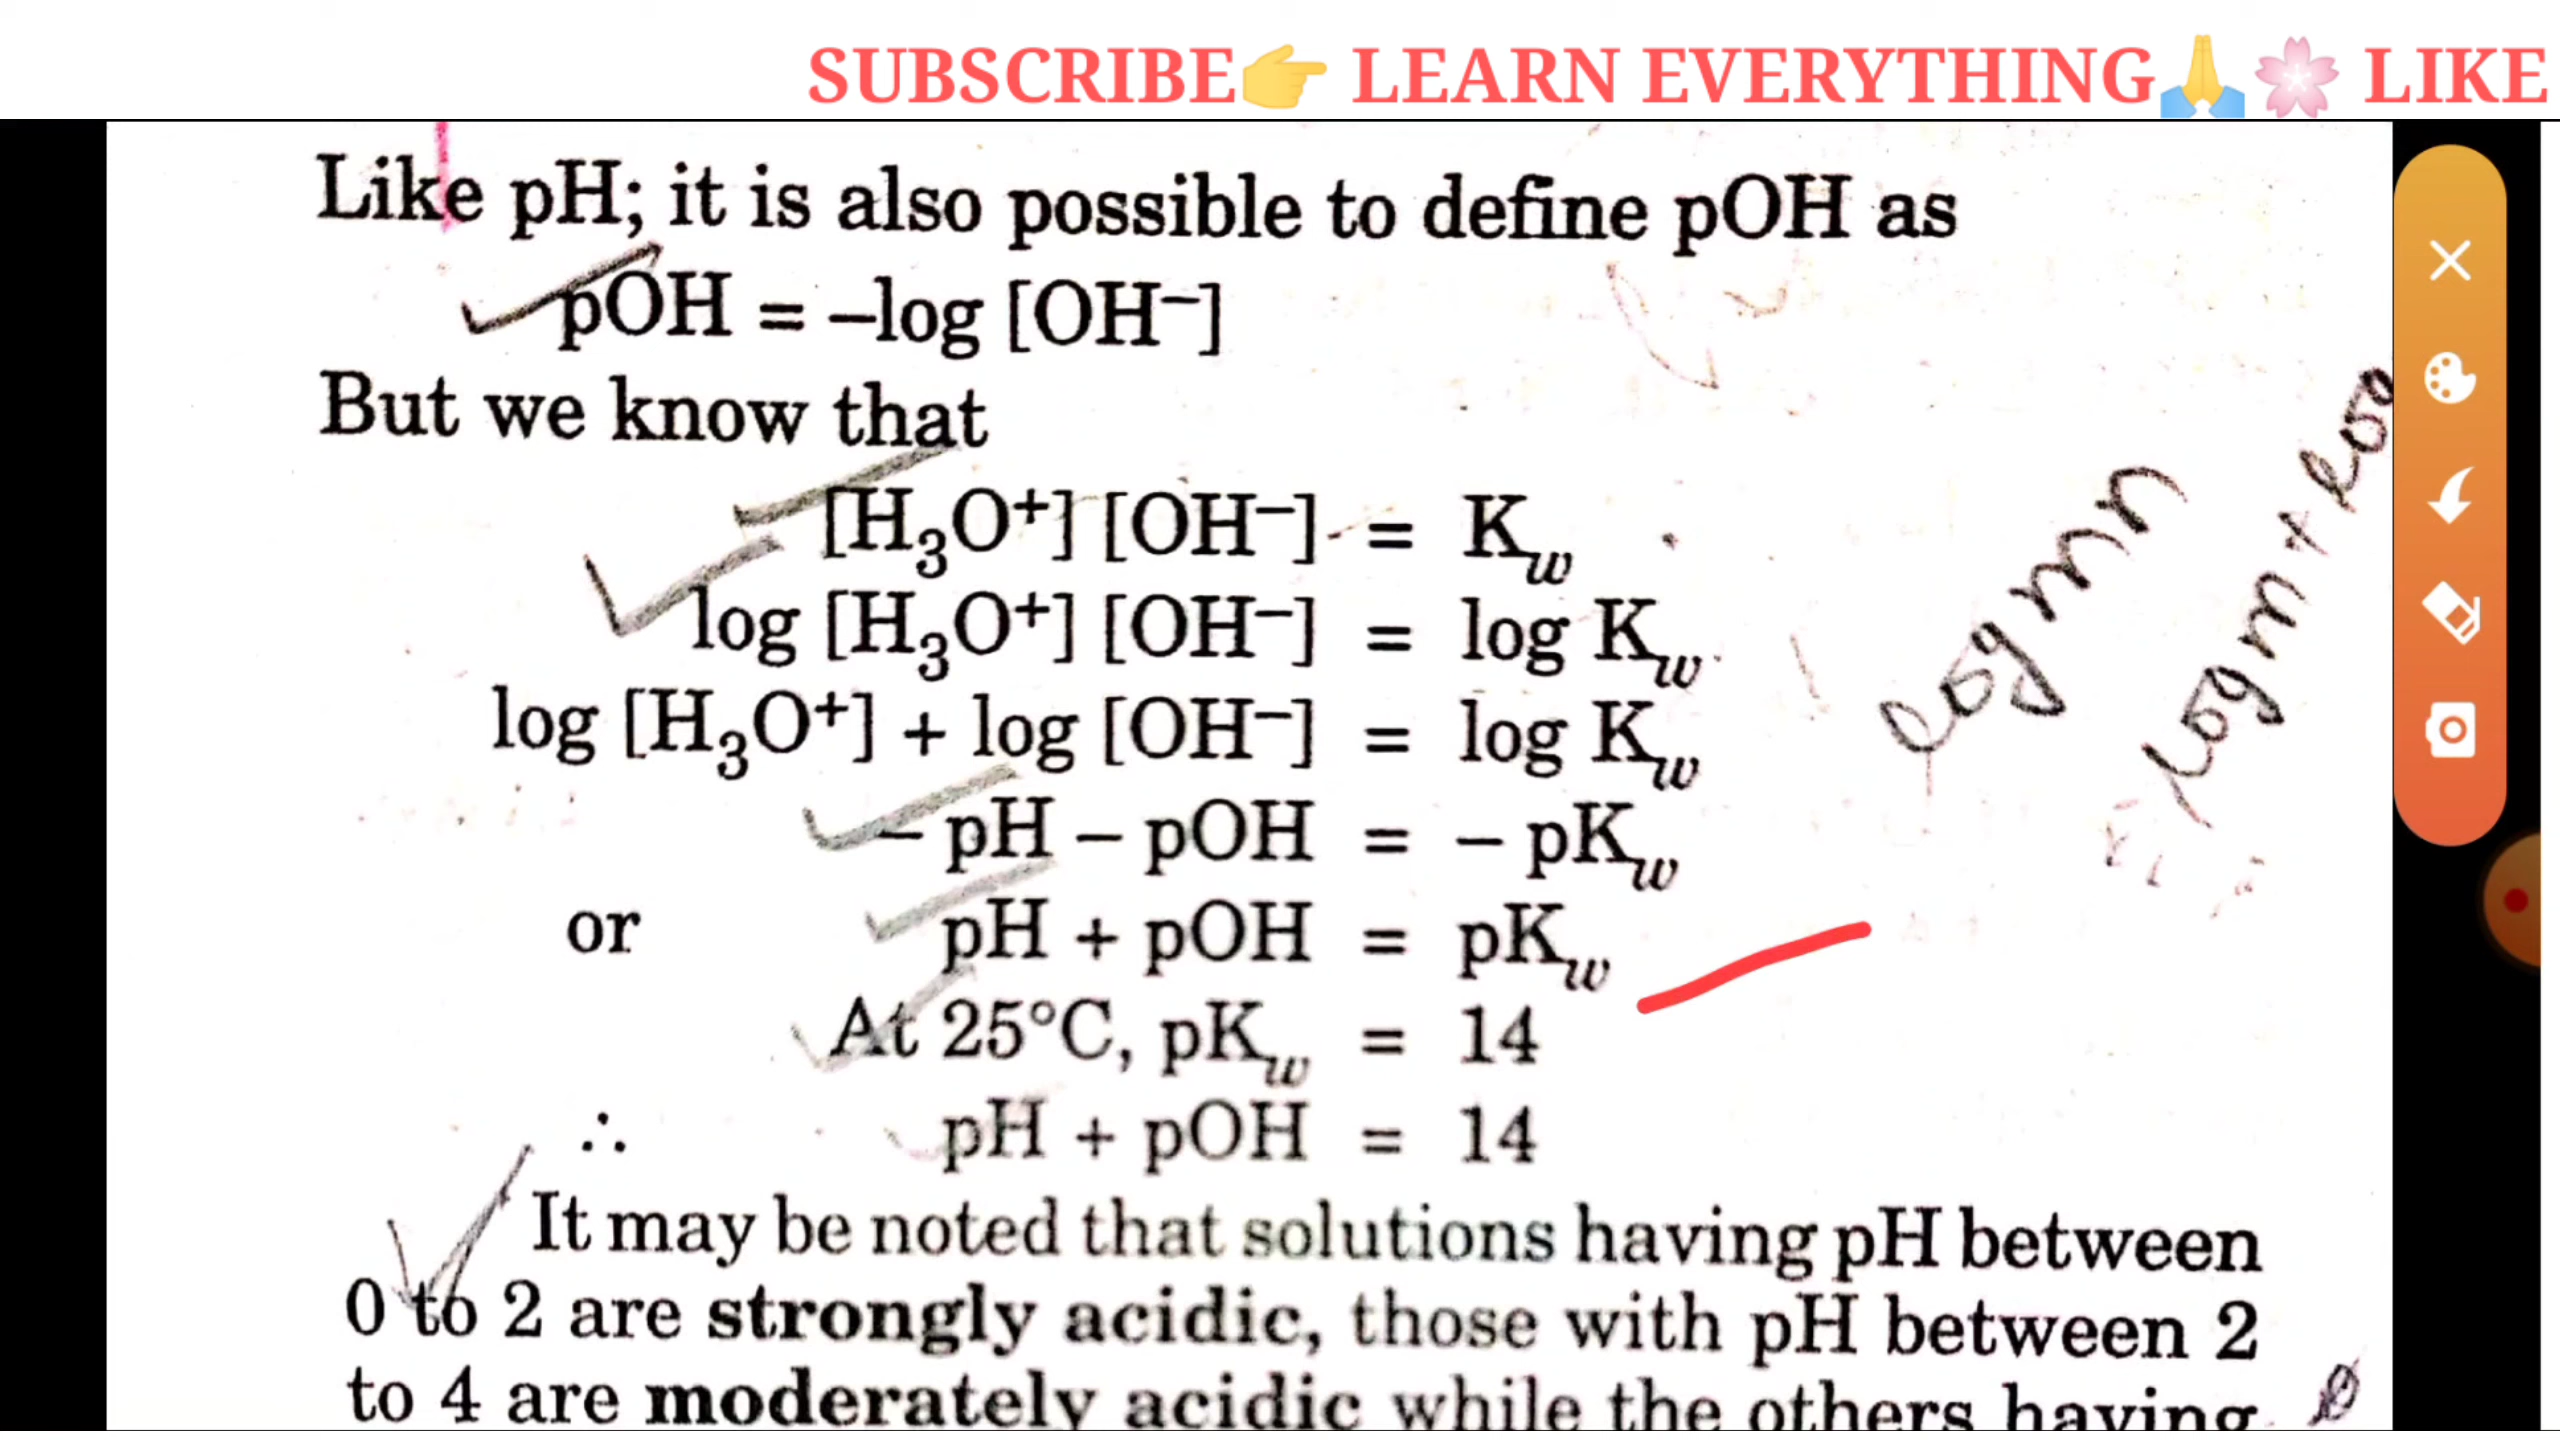 SUBSCRIBE👉 LEARN EVERYTHING🙏🌸 LIKE
Like pH; it is also possible to define pOH as
pOH = –log [OH⁻]
But we know that
[H₃O⁺] [OH⁻] = K_w
log [H₃O⁺] [OH⁻] = log K_w
log [H₃O⁺] + log [OH⁻] = log K_w
– pH – pOH = – pK_w
or pH + pOH = pK_w
At 25°C, pK_w = 14
∴ pH + pOH = 14
It may be noted that solutions having pH between
0 to 2 are strongly acidic, those with pH between 2
to 4 are moderately acidic while the others having
log mn
log m + log